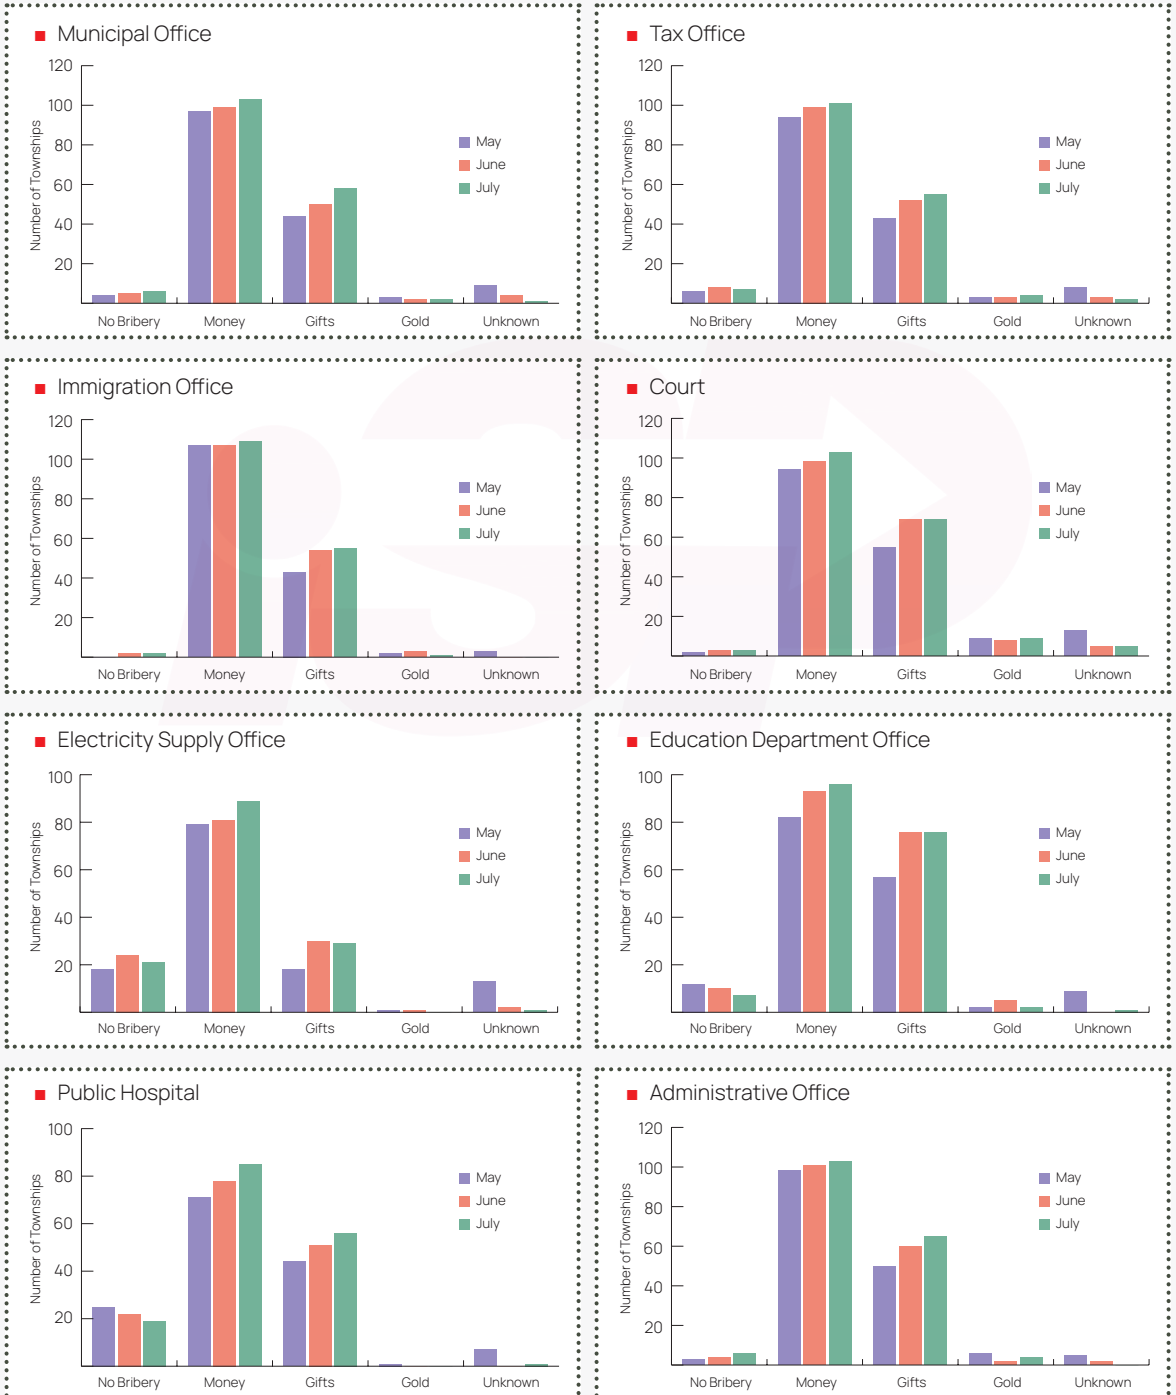 Municipal Office
120
100
80
60
40
20
Number of Townships
May
June
July
No Bribery Money Gifts Gold Unknown
Tax Office
120
100
80
60
40
20
Number of Townships
May
June
July
No Bribery Money Gifts Gold Unknown
Immigration Office
120
100
80
60
40
20
Number of Townships
May
June
July
No Bribery Money Gifts Gold Unknown
Court
120
100
80
60
40
20
Number of Townships
May
June
July
No Bribery Money Gifts Gold Unknown
Electricity Supply Office
100
80
60
40
20
Number of Townships
May
June
July
No Bribery Money Gifts Gold Unknown
Education Department Office
100
80
60
40
20
Number of Townships
May
June
July
No Bribery Money Gifts Gold Unknown
Public Hospital
100
80
60
40
20
Number of Townships
May
June
July
No Bribery Money Gifts Gold Unknown
Administrative Office
120
100
80
60
40
20
Number of Townships
May
June
July
No Bribery Money Gifts Gold Unknown